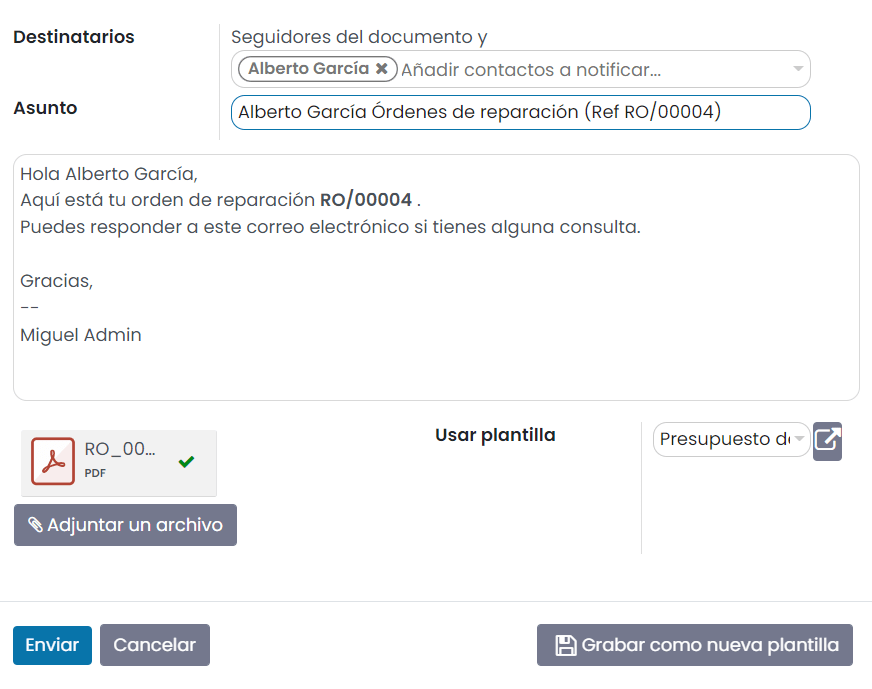 Destinatarios
Seguidores del documento y
Alberto García ✖ Añadir contactos a notificar...
Asunto
Alberto García Órdenes de reparación (Ref RO/00004)
Hola Alberto García,
Aquí está tu orden de reparación RO/00004 .
Puedes responder a este correo electrónico si tienes alguna consulta.
Gracias,
--
Miguel Admin
RO_00...
PDF
Adjuntar un archivo
Usar plantilla
Presupuesto d
Enviar
Cancelar
Grabar como nueva plantilla